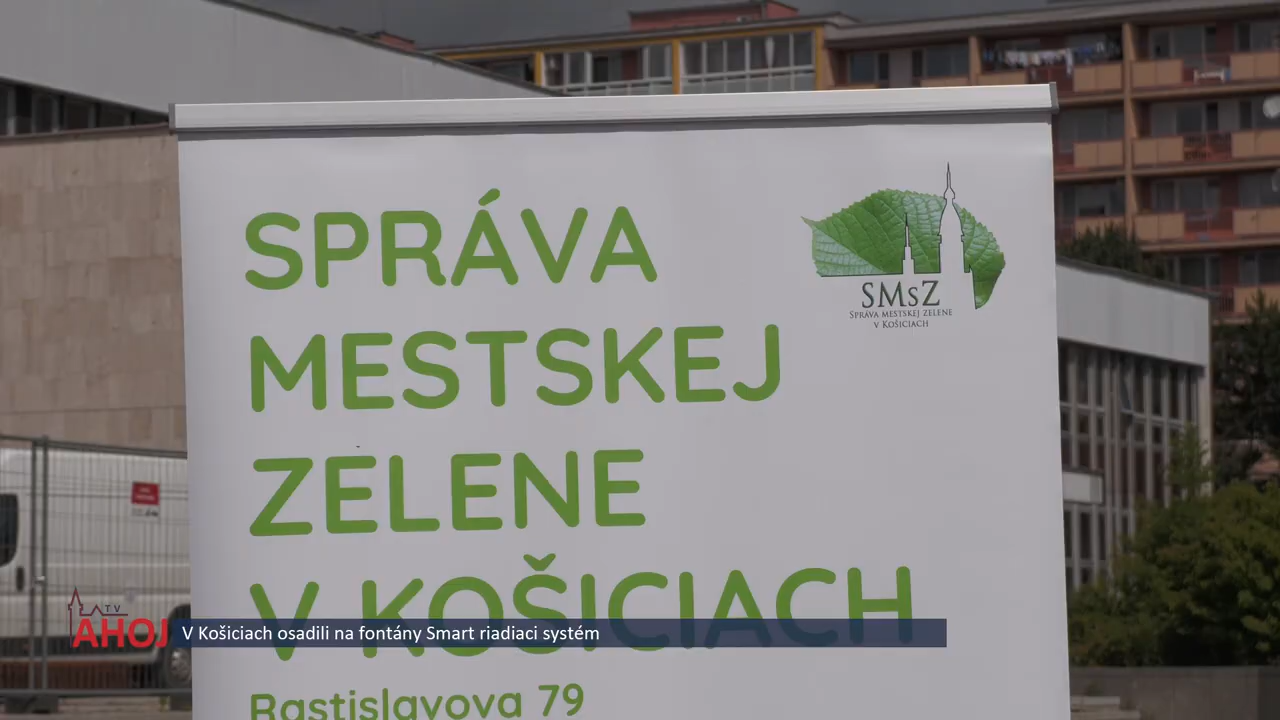 SPRÁVA
MESTSKEJ
ZELENE
V KOŠICIACH
Rastislavova 79
SMsZ
SPRÁVA MESTSKEJ ZELENE
V KOŠICIACH
TV
AHOJ
V Košiciach osadili na fontány Smart riadiaci systém